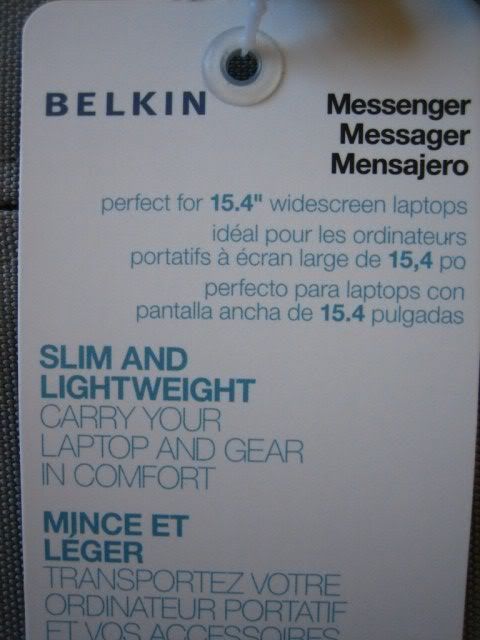 BELKIN
Messenger
Messager
Mensajero
perfect for 15.4" widescreen laptops
idéal pour les ordinateurs
portatifs à écran large de 15,4 po
perfecto para laptops con
pantalla ancha de 15.4 pulgadas
SLIM AND
LIGHTWEIGHT
CARRY YOUR
LAPTOP AND GEAR
IN COMFORT
MINCE ET
LÉGER
TRANSPORTEZ VOTRE
ORDINATEUR PORTATIF
ET VOS ACCESSOIRES